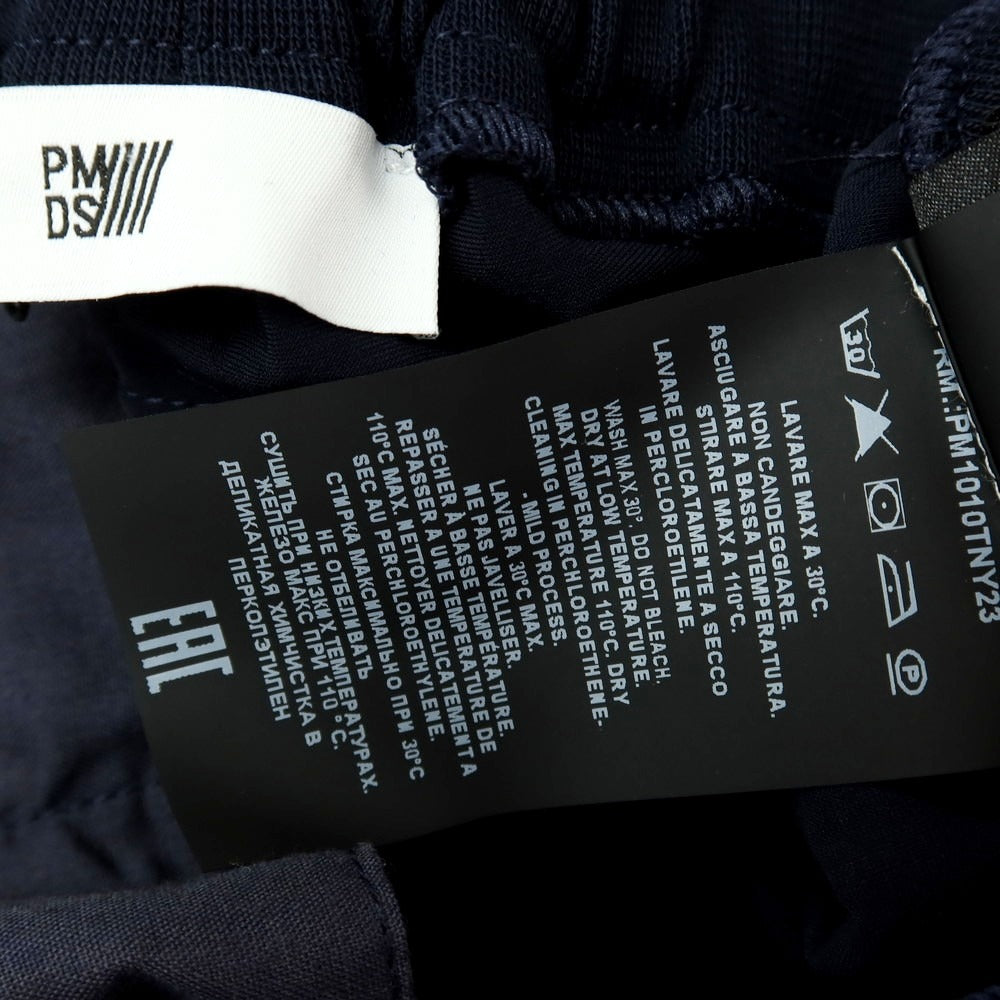 PM
DS
30
P
RM.:PM1010TNY23
LAVARE MAX A 30°C.
NON CANDEGGIARE.
ASCIUGARE A BASSA TEMPERATURA.
STIRARE MAX A 110°C.
LAVARE DELICATAMENTE A SECCO
IN PERCLOROETILENE.
WASH MAX 30°. DO NOT BLEACH.
DRY AT LOW TEMPERATURE.
MAX TEMPERATURE 110°C. DRY
CLEANING IN PERCHLOROETHENE-
. MILD PROCESS.
LAVER A 30°C MAX.
NE PAS JAVELLISER.
SÉCHER À BASSE TEMPÉRATURE.
REPASSER A UNE TEMPERATURE DE
110°C MAX. NETTOYER DELICATEMENT A
SEC AU PERCHLOROETHYLENE.
СТИРКА МАКСИМАЛЬНО ПРИ 30°C
НЕ ОТБЕЛИВАТЬ
СУШИТЬ ПРИ НИЗКИХ ТЕМПЕРАТУРАХ.
ЖЕЛЕЗО МАКС ПРИ 110 ° C.
ДЕЛИКАТНАЯ ХИМЧИСТКА В
ПЕРКОПЭТИЛЕН
EAC